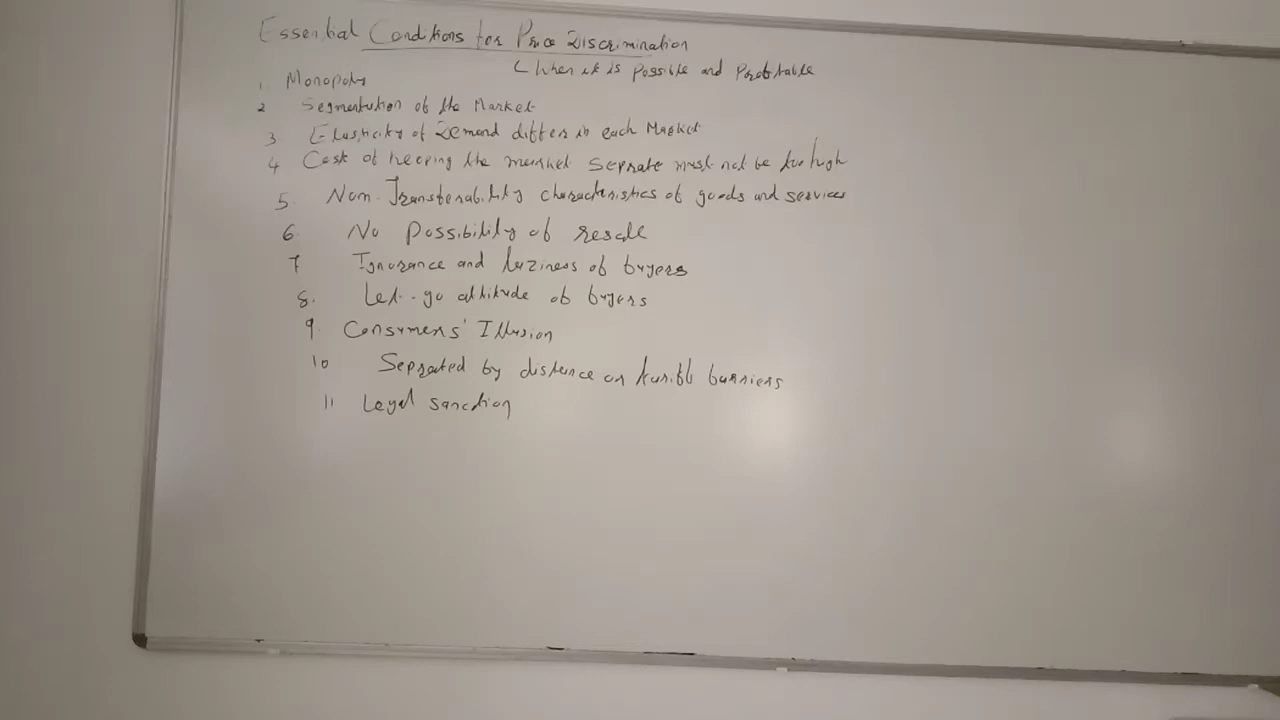 Essential Conditions for Price Discrimination
(When it is Possible and Profitable
1. Monopoly
2 Segmentation of the Market
3 Elasticity of Demand differs in each Market
4 Cost of keeping the market seprate must not be too high
5. Non-Transferability characteristics of goods and services
6. No possibility of resale
7 Ignorance and laziness of buyers
8. Let-go attitude of buyers
9. Consumers' Illusion
10 Seprated by distance or tariff barriers
11 Legal sanction